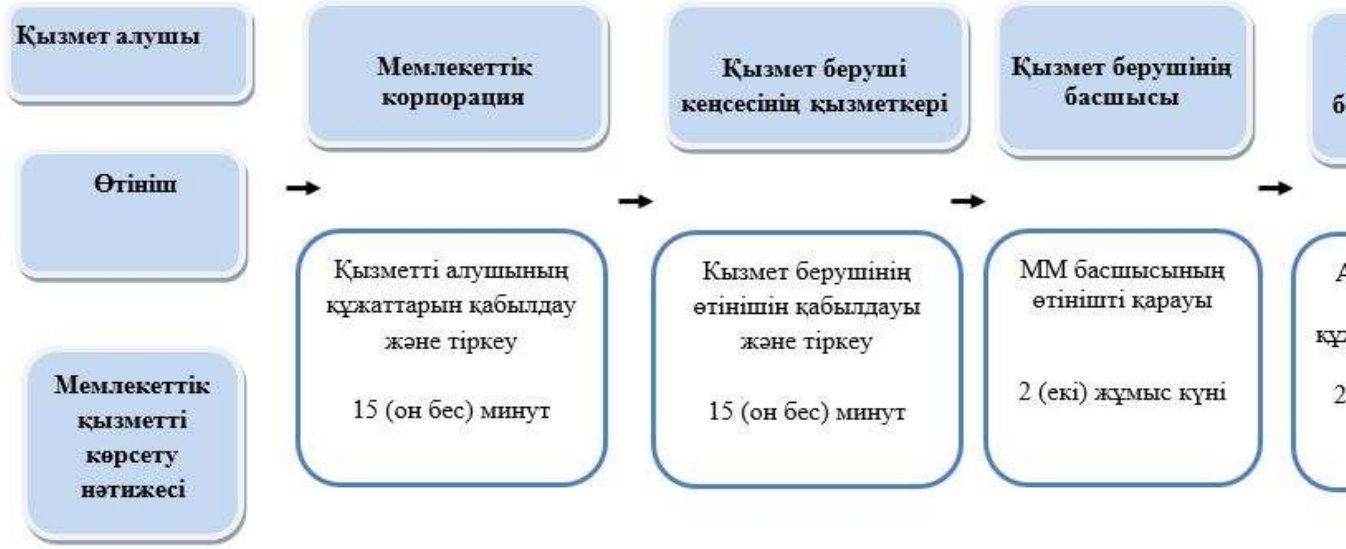 Қызмет алушы
Мемлекеттік
корпорация
Қызмет беруші
кеңсесінің қызметкері
Қызмет берушінің
басшысы
Өтініш
Қызметті алушының
құжаттарын қабылдау
және тіркеу
15 (он бес) минут
Кызмет берушінің
өтінішін қабылдауы
және тіркеу
15 (он бес) минут
ММ басшысының
өтінішті қарауы
2 (екі) жұмыс күні
2
Мемлекеттік
қызметті
көрсету
нәтижесі